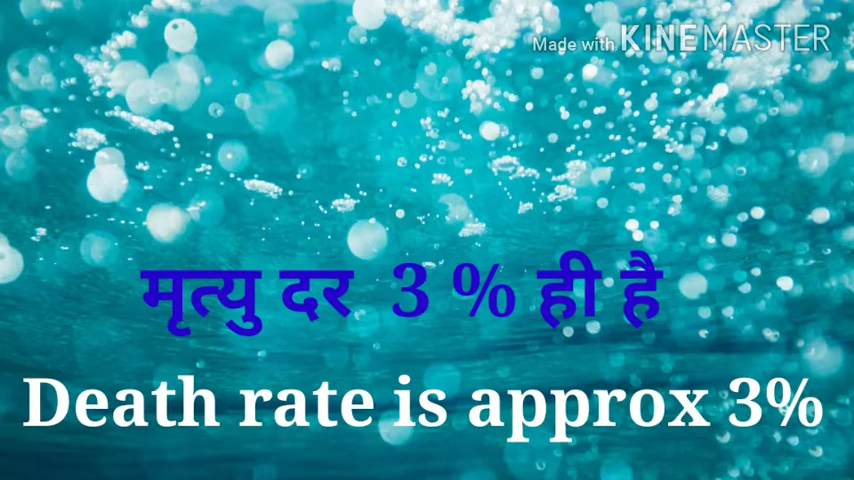 Made with KINEMASTER
मृत्यु दर 3 % ही है
Death rate is approx 3%